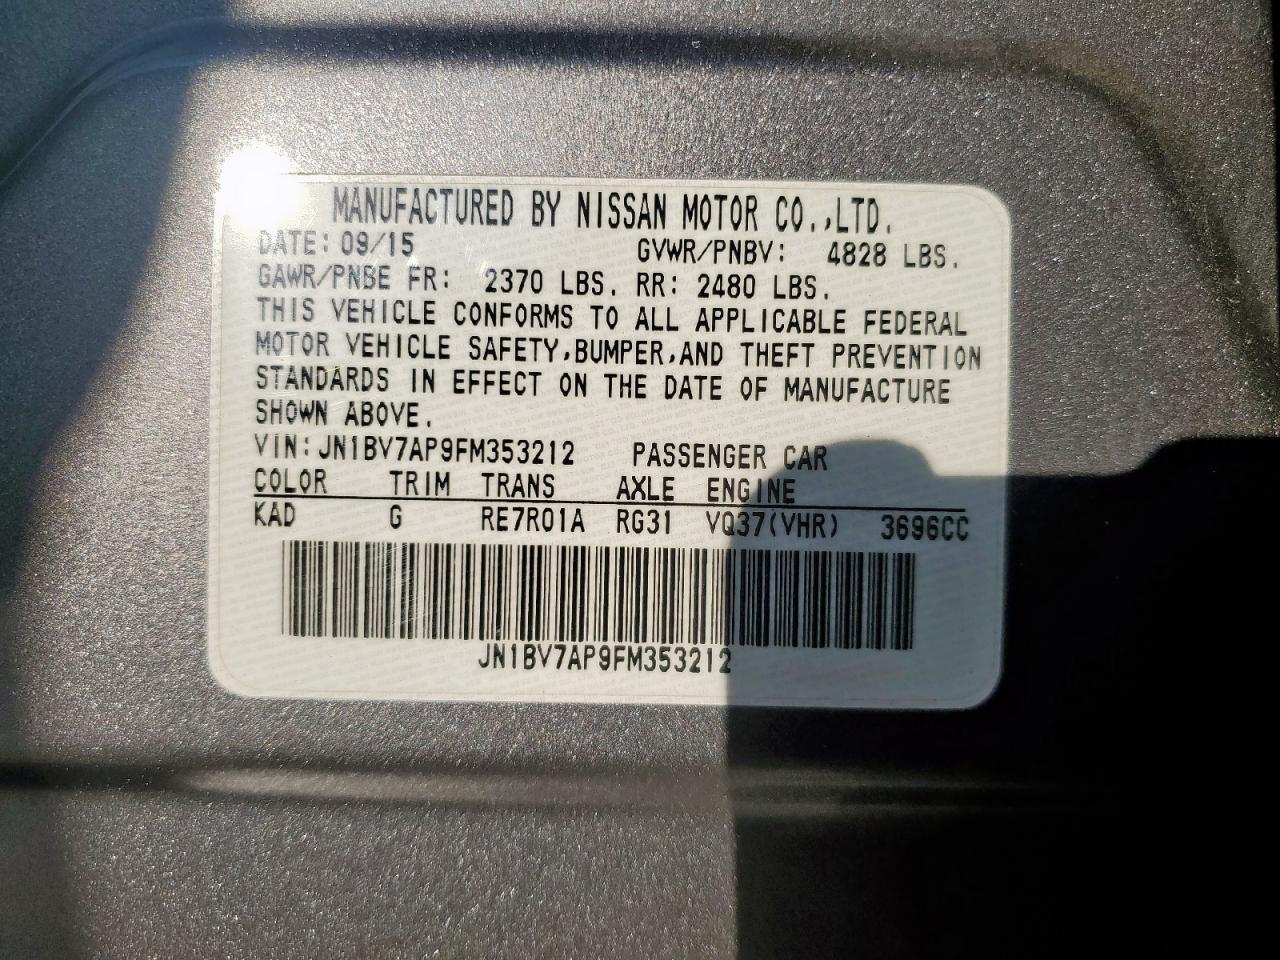 MANUFACTURED BY NISSAN MOTOR CO.,LTD.
DATE: 09/15 GVWR/PNBV: 4828 LBS.
GAWR/PNBE FR: 2370 LBS. RR: 2480 LBS.
THIS VEHICLE CONFORMS TO ALL APPLICABLE FEDERAL
MOTOR VEHICLE SAFETY,BUMPER,AND THEFT PREVENTION
STANDARDS IN EFFECT ON THE DATE OF MANUFACTURE
SHOWN ABOVE.
VIN:JN1BV7AP9FM353212 PASSENGER CAR
COLOR TRIM TRANS AXLE ENGINE
KAD G RE7R01A RG31 VQ37(VHR) 3696CC
JN1BV7AP9FM353212